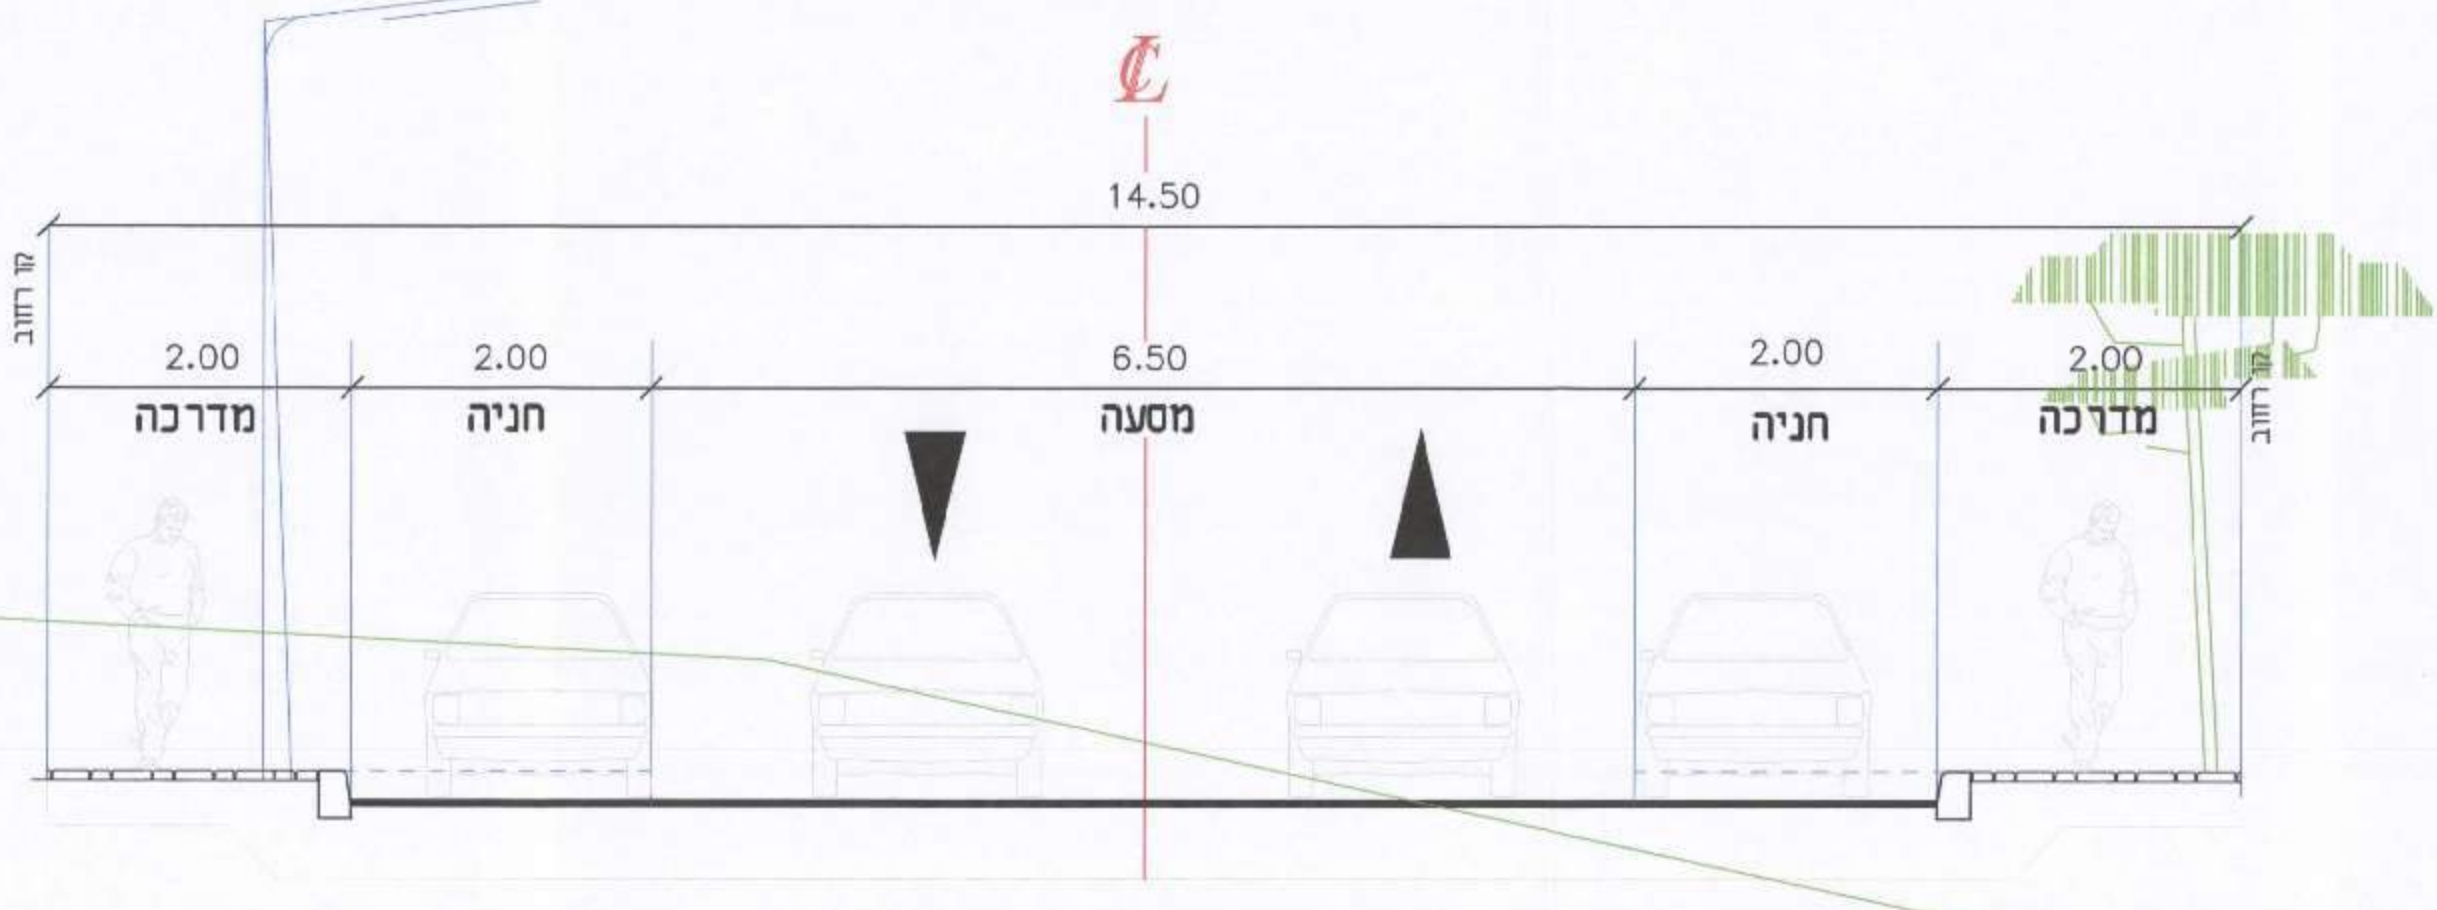 ℄
14.50
קו רחוב
2.00 2.00 6.50 2.00 2.00
קו רחוב
מדרכה חניה מסעה חניה מדרכה